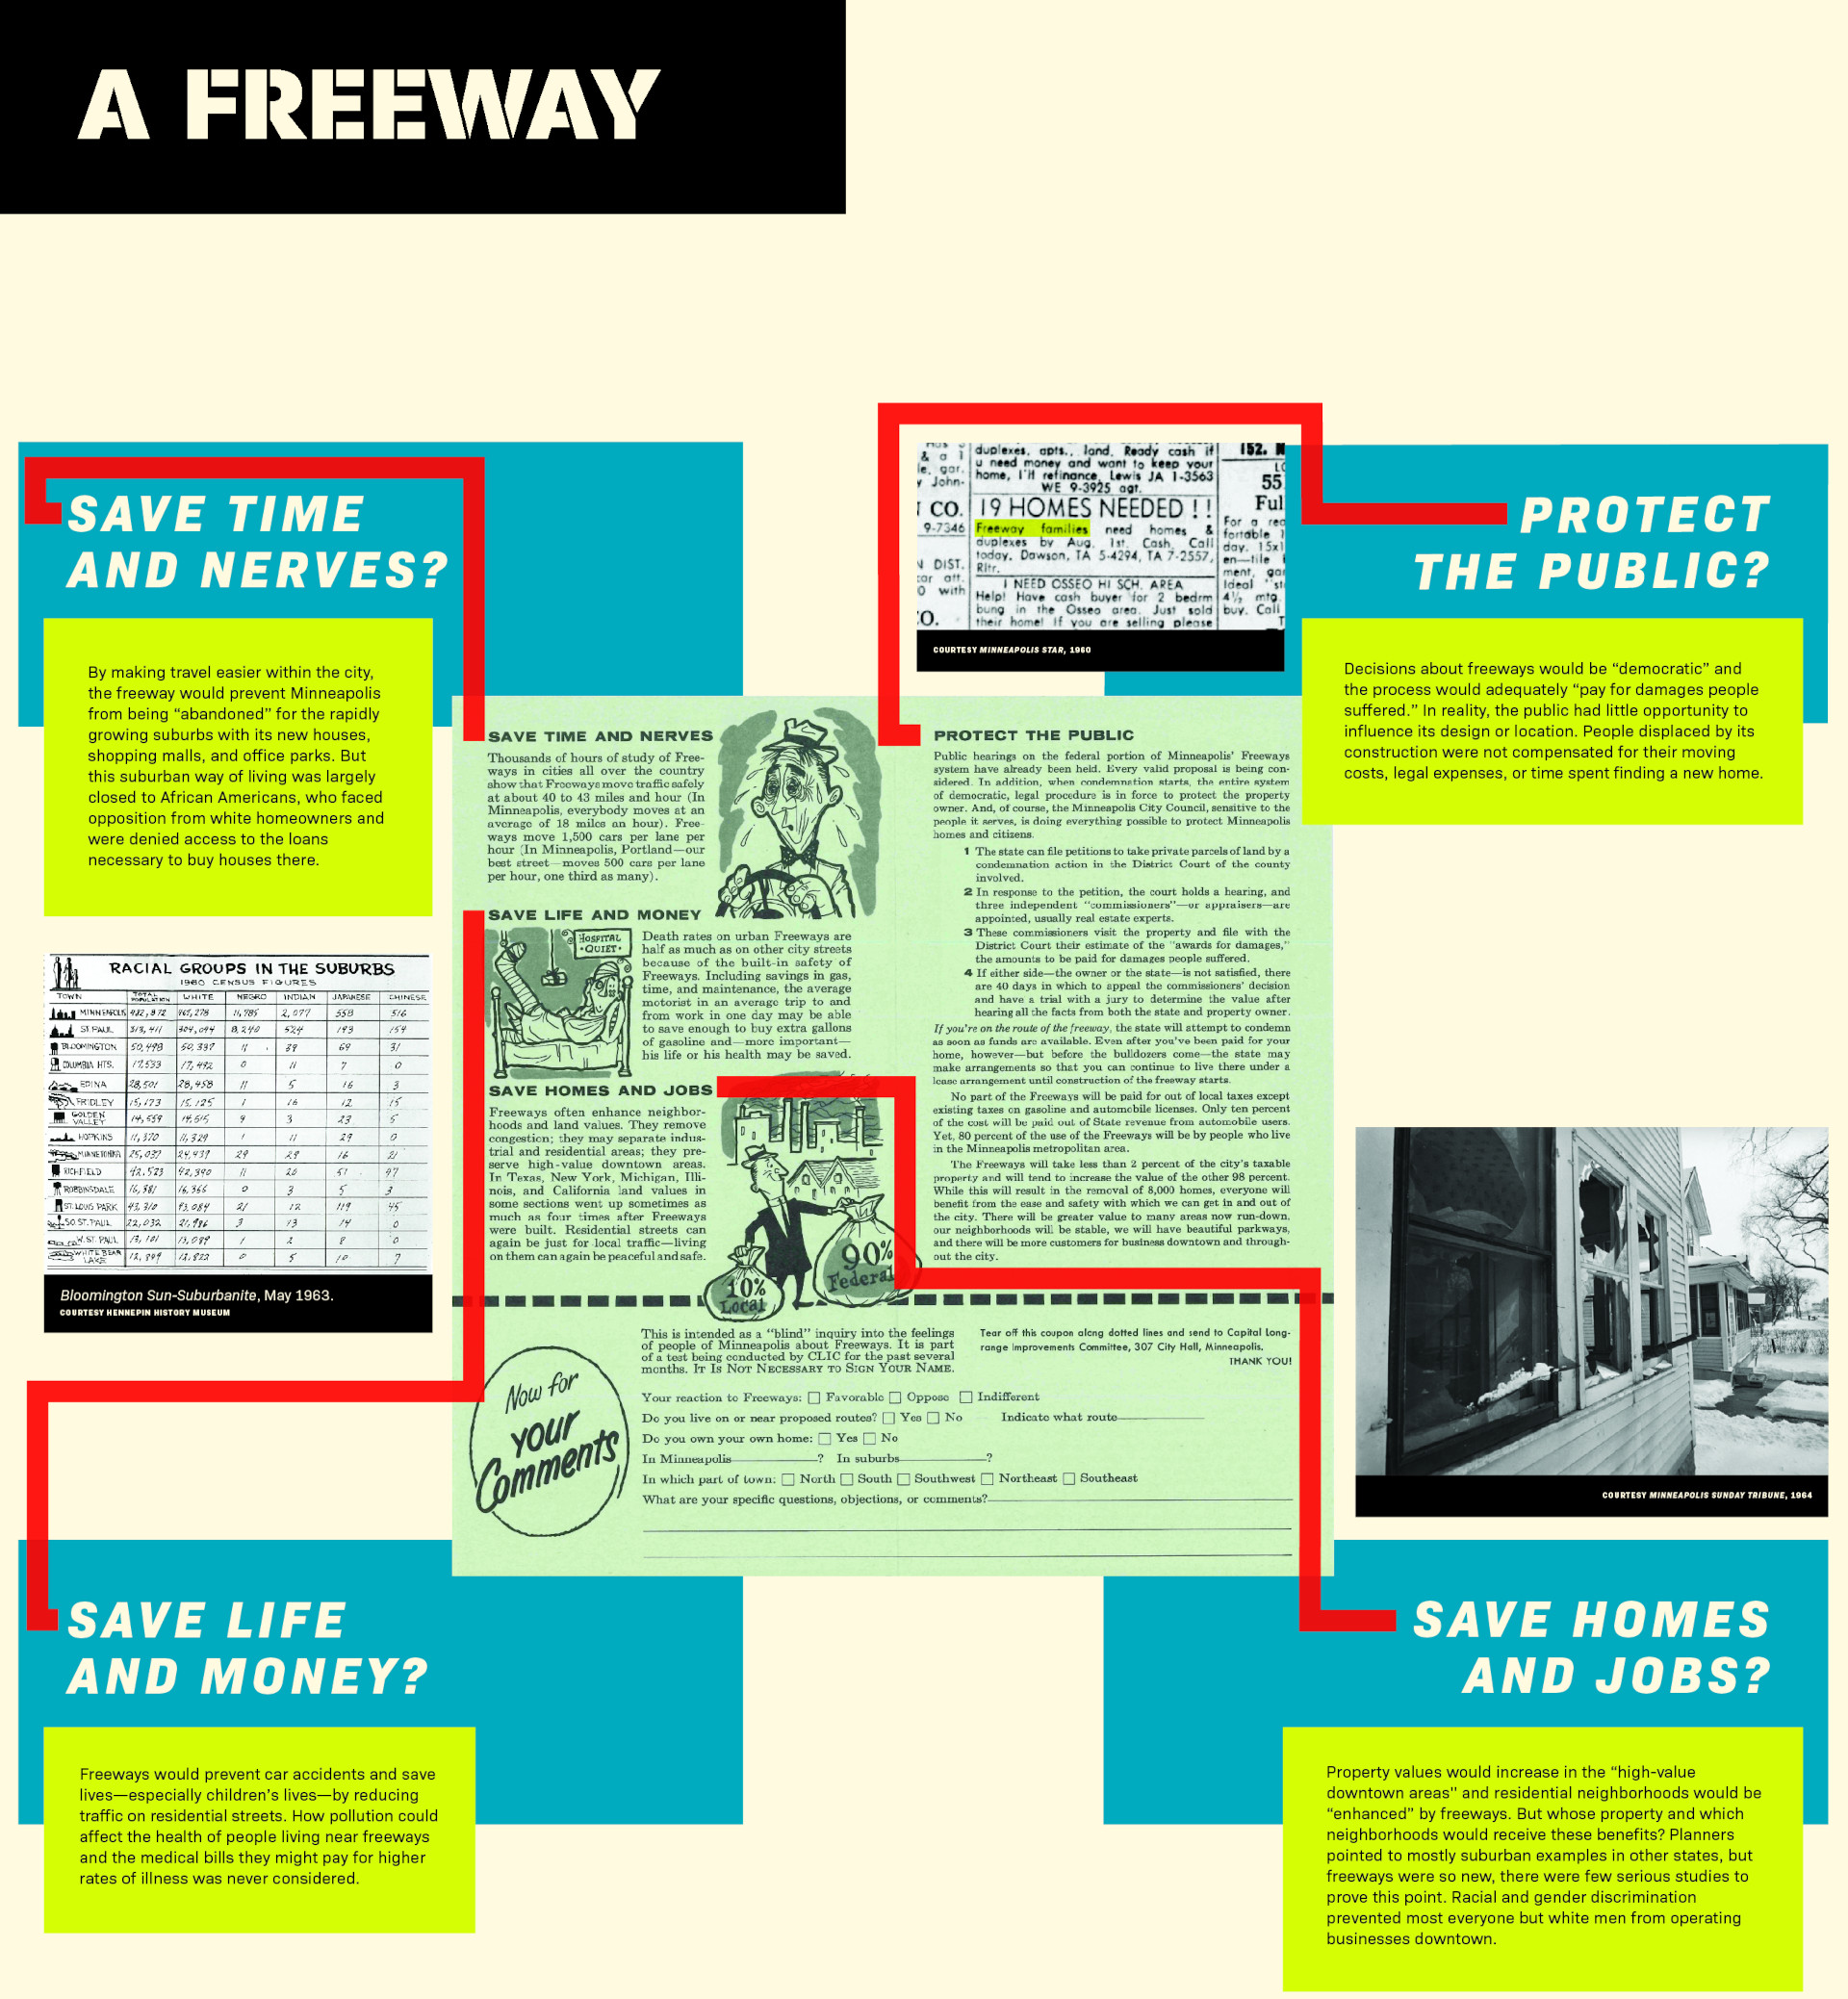 A FREEWAY
SAVE TIME
AND NERVES?
By making travel easier within the city,
the freeway would prevent Minneapolis
from being “abandoned” for the rapidly
growing suburbs with its new houses,
shopping malls, and office parks. But
this suburban way of living was largely
closed to African Americans, who faced
opposition from white homeowners and
were denied access to the loans
necessary to buy houses there.
RACIAL GROUPS IN THE SUBURBS
1960 CENSUS FIGURES
TOWN TOTAL POPULATION WHITE NEGRO INDIAN JAPANESE CHINESE
MINNEAPOLIS 482,872 465,278 11,785 2,077 558 516
ST. PAUL 313,411 304,044 8,240 524 193 154
BLOOMINGTON 50,498 50,337 11 39 69 31
COLUMBIA HTS. 17,533 17,492 0 11 7 0
EDINA 28,501 28,458 11 5 16 3
FRIDLEY 15,173 15,125 1 16 12 15
GOLDEN VALLEY 14,559 14,515 9 3 23 5
HOPKINS 11,370 11,329 1 11 29 0
MINNETONKA 25,037 24,939 29 29 16 21
RICHFIELD 42,523 42,340 11 20 51 97
ROBBINSDALE 16,381 16,366 0 3 5 3
ST. LOUIS PARK 43,310 43,084 21 12 119 45
SO. ST. PAUL 22,032 21,986 3 13 14 0
W. ST. PAUL 13,101 13,089 1 2 8 0
WHITE BEAR LAKE 12,849 12,822 0 5 10 7
Bloomington Sun-Suburbanite, May 1963.
COURTESY HENNEPIN HISTORY MUSEUM
duplexes, apts., land. Ready cash if
u need money and want to keep your
home, I'll refinance, Lewis JA 1-3563
WE 9-3925 agt.
19 HOMES NEEDED !!
Freeway families need homes &
duplexes by Aug. 1st. Cash. Call
today. Dawson, TA 5-4294, TA 7-2557,
Rltr.
I NEED OSSEO HI SCH. AREA
Help! Have cash buyer for 2 bedrm
bung in the Osseo area. Just sold
their home! If you are selling please
COURTESY MINNEAPOLIS STAR, 1960
PROTECT
THE PUBLIC?
Decisions about freeways would be “democratic” and
the process would adequately “pay for damages people
suffered.” In reality, the public had little opportunity to
influence its design or location. People displaced by its
construction were not compensated for their moving
costs, legal expenses, or time spent finding a new home.
SAVE TIME AND NERVES
Thousands of hours of study of Free-
ways in cities all over the country
show that Freeways move traffic safely
at about 40 to 43 miles and hour (In
Minneapolis, everybody moves at an
average of 18 miles an hour). Free-
ways move 1,500 cars per lane per
hour (In Minneapolis, Portland—our
best street—moves 500 cars per lane
per hour, one third as many).
SAVE LIFE AND MONEY
HOSPITAL
·QUIET·
Death rates on urban Freeways are
half as much as on other city streets
because of the built-in safety of
Freeways. Including savings in gas,
time, and maintenance, the average
motorist in an average trip to and
from work in one day may be able
to save enough to buy extra gallons
of gasoline and—more important—
his life or his health may be saved.
SAVE HOMES AND JOBS
Freeways often enhance neighbor-
hoods and land values. They remove
congestion; they may separate indus-
trial and residential areas; they pre-
serve high-value downtown areas.
In Texas, New York, Michigan, Illi-
nois, and California land values in
some sections went up sometimes as
much as four times after Freeways
were built. Residential streets can
again be just for local traffic—living
on them can again be peaceful and safe.
10%
Local
90%
Federal
PROTECT THE PUBLIC
Public hearings on the federal portion of Minneapolis' Freeways
system have already been held. Every valid proposal is being con-
sidered. In addition, when condemnation starts, the entire system
of democratic, legal procedure is in force to protect the property
owner. And, of course, the Minneapolis City Council, sensitive to the
people it serves, is doing everything possible to protect Minneapolis
homes and citizens.
1 The state can file petitions to take private parcels of land by a
condemnation action in the District Court of the county
involved.
2 In response to the petition, the court holds a hearing, and
three independent “commissioners”—or appraisers—are
appointed, usually real estate experts.
3 These commissioners visit the property and file with the
District Court their estimate of the “awards for damages,”
the amounts to be paid for damages people suffered.
4 If either side—the owner or the state—is not satisfied, there
are 40 days in which to appeal the commissioners' decision
and have a trial with a jury to determine the value after
hearing all the facts from both the state and property owner.
If you're on the route of the freeway, the state will attempt to condemn
as soon as funds are available. Even after you've been paid for your
home, however—but before the bulldozers come—the state may
make arrangements so that you can continue to live there under a
lease arrangement until construction of the freeway starts.
No part of the Freeways will be paid for out of local taxes except
existing taxes on gasoline and automobile licenses. Only ten percent
of the cost will be paid out of State revenue from automobile users.
Yet, 80 percent of the use of the Freeways will be by people who live
in the Minneapolis metropolitan area.
The Freeways will take less than 2 percent of the city's taxable
property and will tend to increase the value of the other 98 percent.
While this will result in the removal of 8,000 homes, everyone will
benefit from the ease and safety with which we can get in and out of
the city. There will be greater value to many areas now run-down,
our neighborhoods will be stable, we will have beautiful parkways,
and there will be more customers for business downtown and through-
out the city.
Now for
your
Comments
This is intended as a “blind” inquiry into the feelings
of people of Minneapolis about Freeways. It is part
of a test being conducted by CLIC for the past several
months. IT IS NOT NECESSARY TO SIGN YOUR NAME.
Tear off this coupon along dotted lines and send to Capital Long-
range Improvements Committee, 307 City Hall, Minneapolis.
THANK YOU!
Your reaction to Freeways: Favorable Oppose Indifferent
Do you live on or near proposed routes? Yes No Indicate what route
Do you own your own home: Yes No
In Minneapolis ? In suburbs ?
In which part of town: North South Southwest Northeast Southeast
What are your specific questions, objections, or comments?
COURTESY MINNEAPOLIS SUNDAY TRIBUNE, 1964
SAVE LIFE
AND MONEY?
Freeways would prevent car accidents and save
lives—especially children's lives—by reducing
traffic on residential streets. How pollution could
affect the health of people living near freeways
and the medical bills they might pay for higher
rates of illness was never considered.
SAVE HOMES
AND JOBS?
Property values would increase in the “high-value
downtown areas" and residential neighborhoods would be
“enhanced” by freeways. But whose property and which
neighborhoods would receive these benefits? Planners
pointed to mostly suburban examples in other states, but
freeways were so new, there were few serious studies to
prove this point. Racial and gender discrimination
prevented most everyone but white men from operating
businesses downtown.